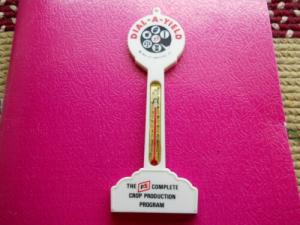 DIAL-A-YIELD
THE COMPLETE
CROP PRODUCTION
PROGRAM